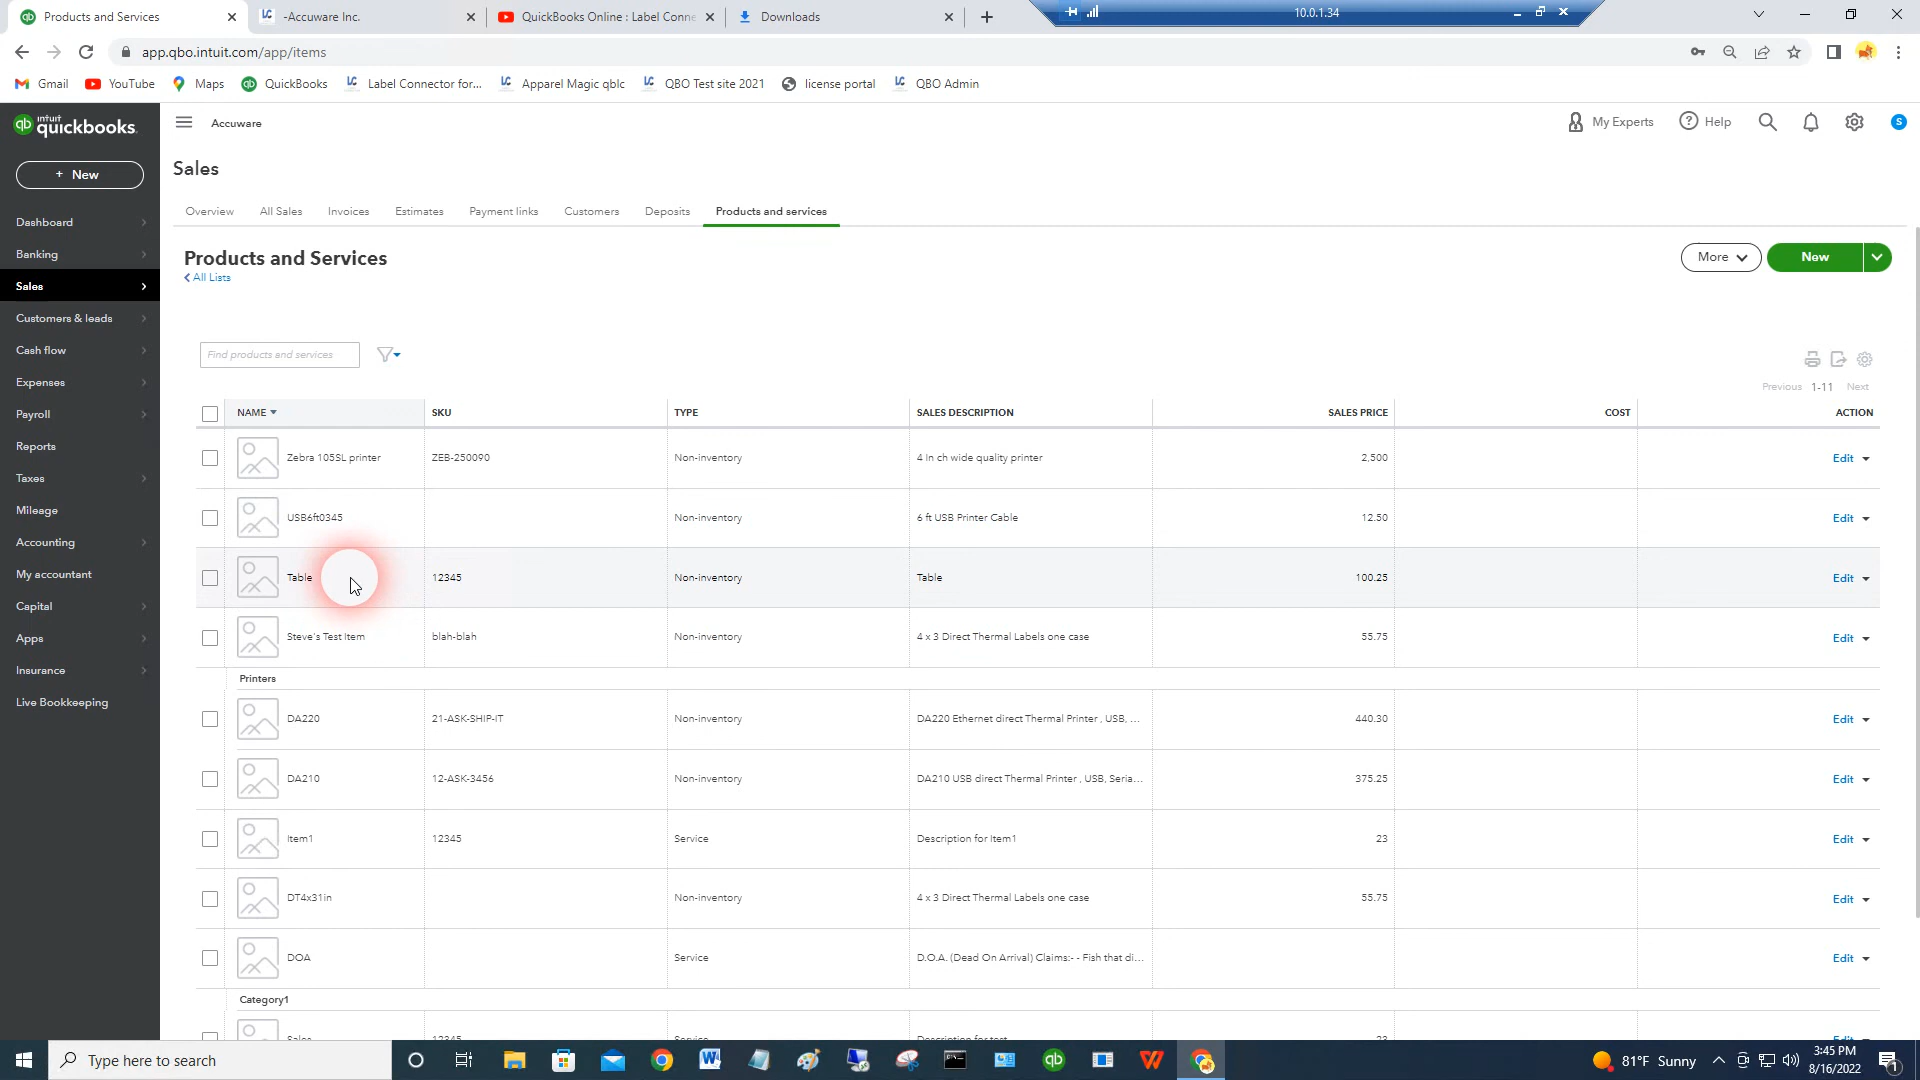 Products and Services
-Accuware Inc.
QuickBooks Online : Label Conne
Downloads
10.0.1.34
app.qbo.intuit.com/app/items
Gmail
YouTube
Maps
QuickBooks
Label Connector for...
Apparel Magic qblc
QBO Test site 2021
license portal
QBO Admin
intuit
quickbooks.
Accuware
My Experts
Help
S
+ New
Sales
Dashboard
Banking
Sales
Customers & leads
Cash flow
Expenses
Payroll
Reports
Taxes
Mileage
Accounting
My accountant
Capital
Apps
Insurance
Live Bookkeeping
Overview
All Sales
Invoices
Estimates
Payment links
Customers
Deposits
Products and services
Products and Services
All Lists
More
New
Find products and services
Previous 1-11 Next
NAME SKU TYPE SALES DESCRIPTION SALES PRICE COST ACTION
Zebra 105SL printer ZEB-250090 Non-inventory 4 In ch wide quality printer 2,500 Edit
USB6ft0345 Non-inventory 6 ft USB Printer Cable 12.50 Edit
Table 12345 Non-inventory Table 100.25 Edit
Steve's Test Item blah-blah Non-inventory 4 x 3 Direct Thermal Labels one case 55.75 Edit
Printers
DA220 21-ASK-SHIP-IT Non-inventory DA220 Ethernet direct Thermal Printer , USB, ... 440.30 Edit
DA210 12-ASK-3456 Non-inventory DA210 USB direct Thermal Printer , USB, Seria... 375.25 Edit
Item1 12345 Service Description for Item1 23 Edit
DT4x31in Non-inventory 4 x 3 Direct Thermal Labels one case 55.75 Edit
DOA Service D.O.A. (Dead On Arrival) Claims:- - Fish that di... Edit
Category1
Sales 12345 Service Description for test 23 Edit
Type here to search
81°F Sunny
3:45 PM
8/16/2022
1